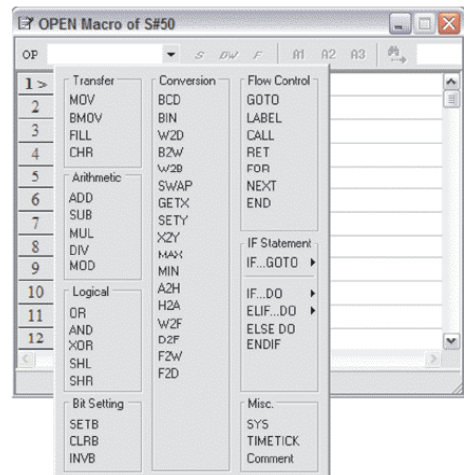 OPEN Macro of S#50
OP
S DW F A1 A2 A3
1 >
2
3
4
5
6
7
8
9
10
11
12
Transfer
MOV
BMOV
FILL
CHR
Arithmetic
ADD
SUB
MUL
DIV
MOD
Logical
OR
AND
XOR
SHL
SHR
Bit Setting
SETB
CLRB
INVB
Conversion
BCD
BIN
W2D
B2W
W2B
SWAP
GETX
SETY
X2Y
MAX
MIN
A2H
H2A
W2F
D2F
F2W
F2D
Flow Control
GOTO
LABEL
CALL
RET
FOR
NEXT
END
IF Statement
IF...GOTO
IF...DO
ELIF...DO
ELSE DO
ENDIF
Misc.
SYS
TIMETICK
Comment